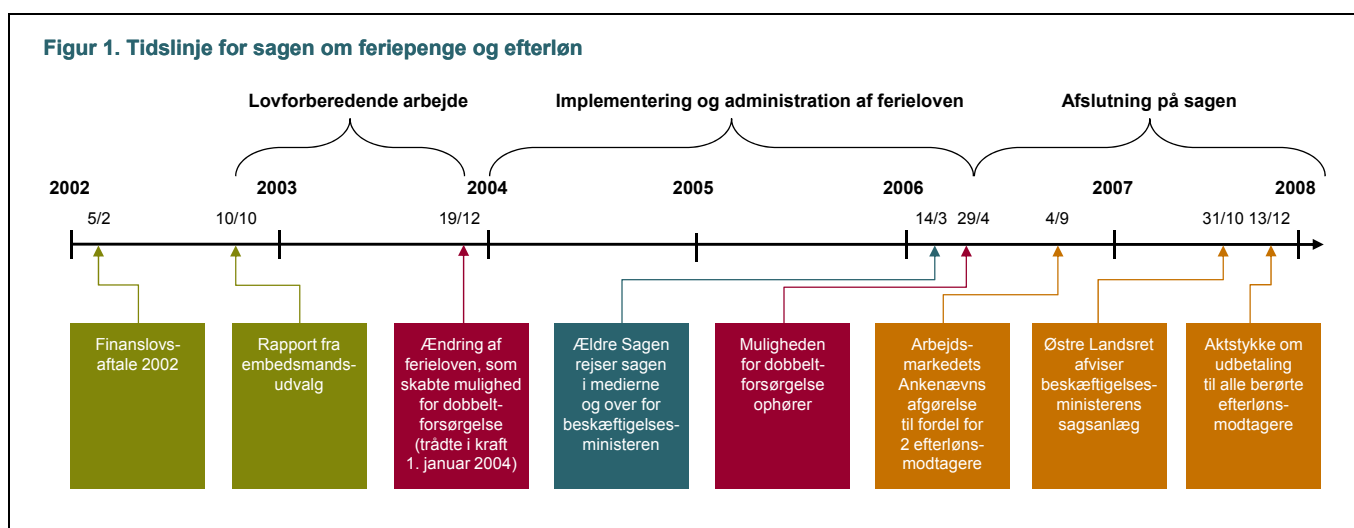 Figur 1. Tidslinje for sagen om feriepenge og efterløn
Lovforberedende arbejde
Implementering og administration af ferieloven
Afslutning på sagen
2002
2003
2004
2005
2006
2007
2008
5/2
10/10
19/12
14/3
29/4
4/9
31/10
13/12
Finanslovs-
aftale 2002
Rapport fra
embedsmands-
udvalg
Ændring af
ferieloven, som
skabte mulighed
for dobbelt-
forsørgelse
(trådte i kraft
1. januar 2004)
Ældre Sagen
rejser sagen
i medierne
og over for
beskæftigelses-
ministeren
Muligheden
for dobbelt-
forsørgelse
ophører
Arbejds-
markedets
Ankenævns
afgørelse
til fordel for
2 efterløns-
modtagere
Østre Landsret
afviser
beskæftigelses-
ministerens
sagsanlæg
Aktstykke om
udbetaling
til alle berørte
efterløns-
modtagere